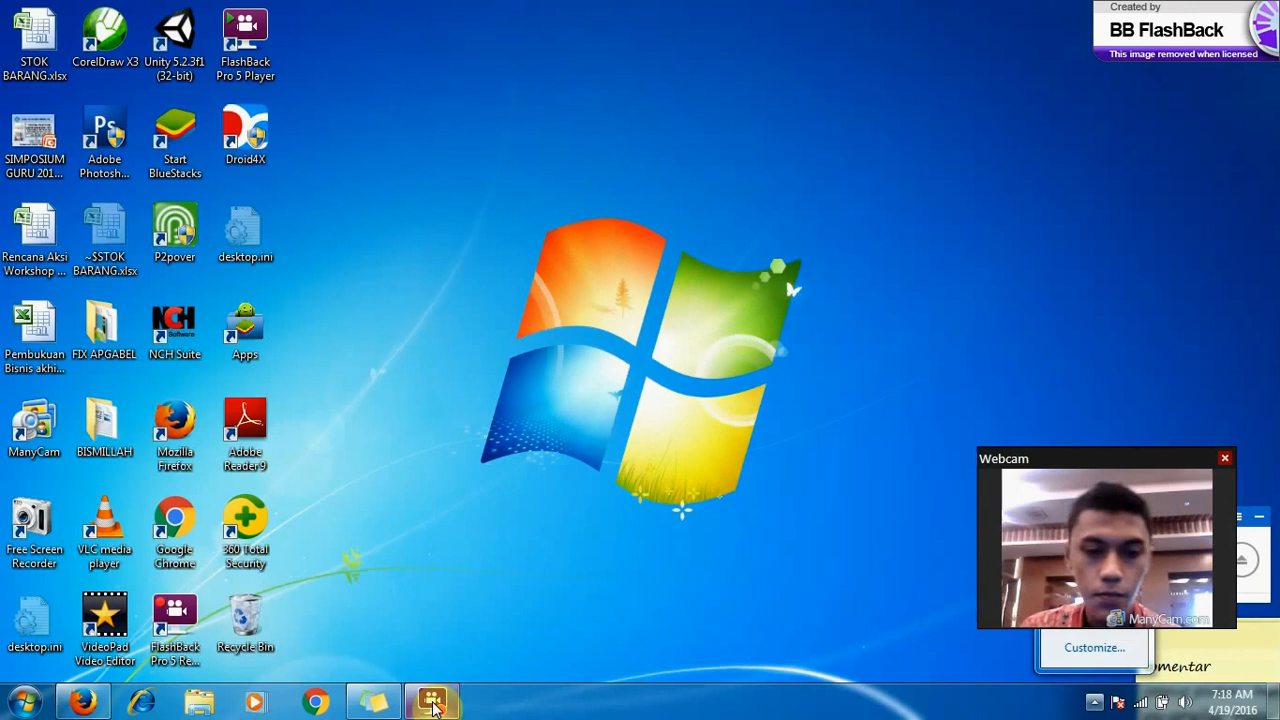 Created by
BB FlashBack
This image removed when licensed
STOK
BARANG.xlsx
CorelDraw X3
Unity 5.2.3f1
(32-bit)
FlashBack
Pro 5 Player
SIMPOSIUM
GURU 201...
Ps
Adobe
Photosh...
Start
BlueStacks
Droid4X
Rencana Aksi
Workshop ...
~$STOK
BARANG.xlsx
P2pover
desktop.ini
Pembukuan
Bisnis akhi...
FIX APGABEL
NCH
Software
NCH Suite
Apps
ManyCam
BISMILLAH
Mozilla
Firefox
Adobe
Reader 9
Free Screen
Recorder
VLC media
player
Google
Chrome
360 Total
Security
desktop.ini
VideoPad
Video Editor
FlashBack
Pro 5 Re...
Recycle Bin
Webcam
ManyCam.com
Customize...
omentar
7:18 AM
4/19/2016